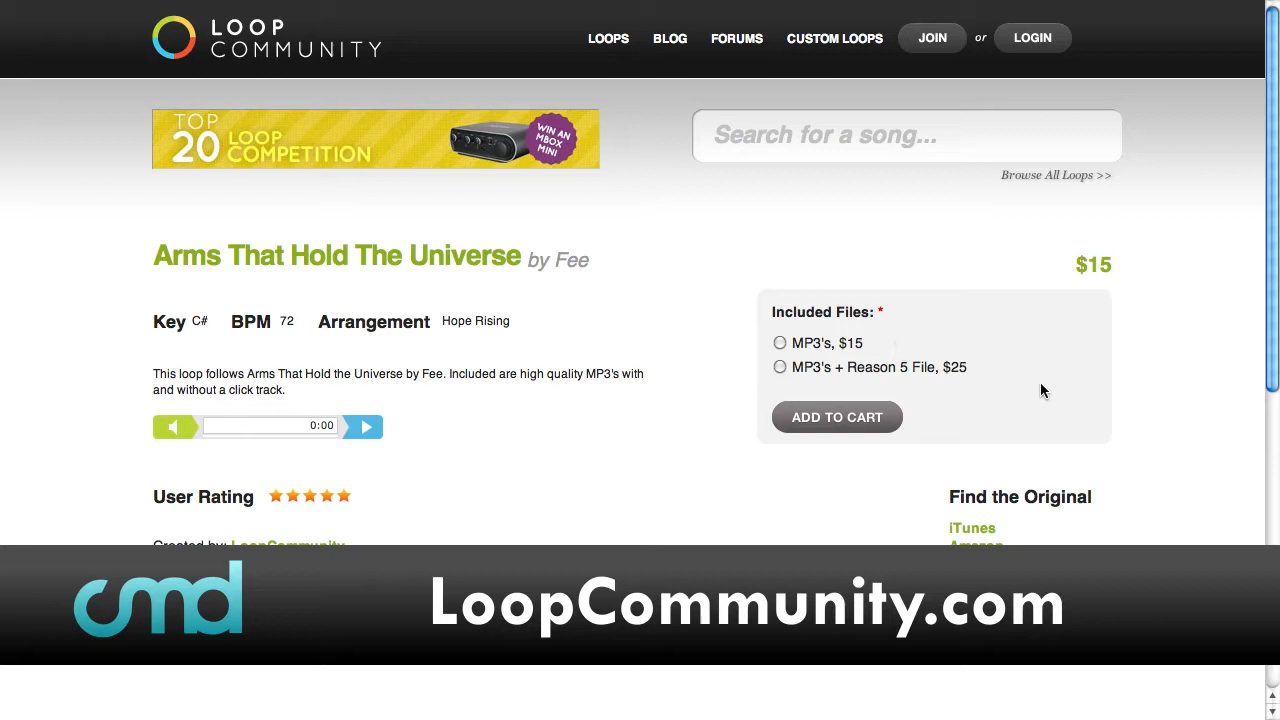 LOOP
COMMUNITY
LOOPS BLOG FORUMS CUSTOM LOOPS JOIN or LOGIN
TOP
20 LOOP
COMPETITION
WIN AN
MBOX
MINI!
Search for a song...
Browse All Loops >>
Arms That Hold The Universe by Fee
$15
Key C# BPM 72 Arrangement Hope Rising
Included Files: *
MP3's, $15
MP3's + Reason 5 File, $25
ADD TO CART
This loop follows Arms That Hold the Universe by Fee. Included are high quality MP3's with
and without a click track.
0:00
User Rating
Find the Original
iTunes
Amazon
Created by: LoopCommunity
cmd
LoopCommunity.com